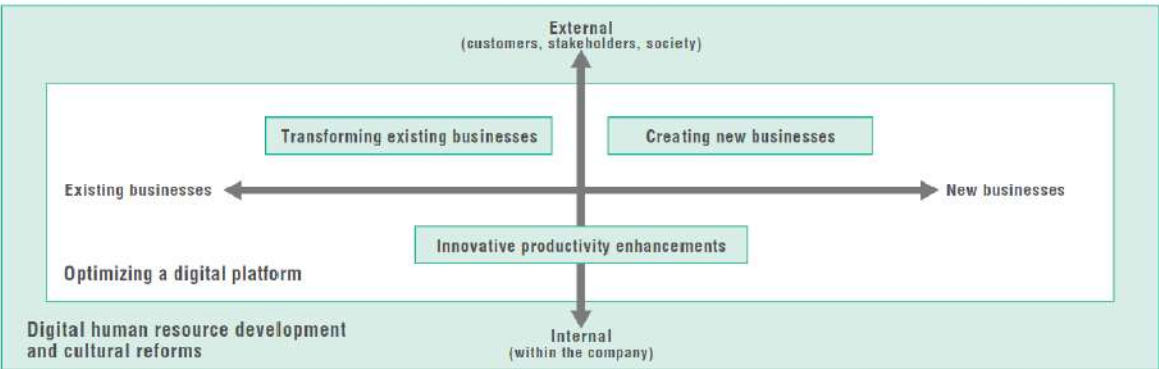 External
(customers, stakeholders, society)
Transforming existing businesses
Creating new businesses
Existing businesses
New businesses
Innovative productivity enhancements
Optimizing a digital platform
Digital human resource development
and cultural reforms
Internal
(within the company)